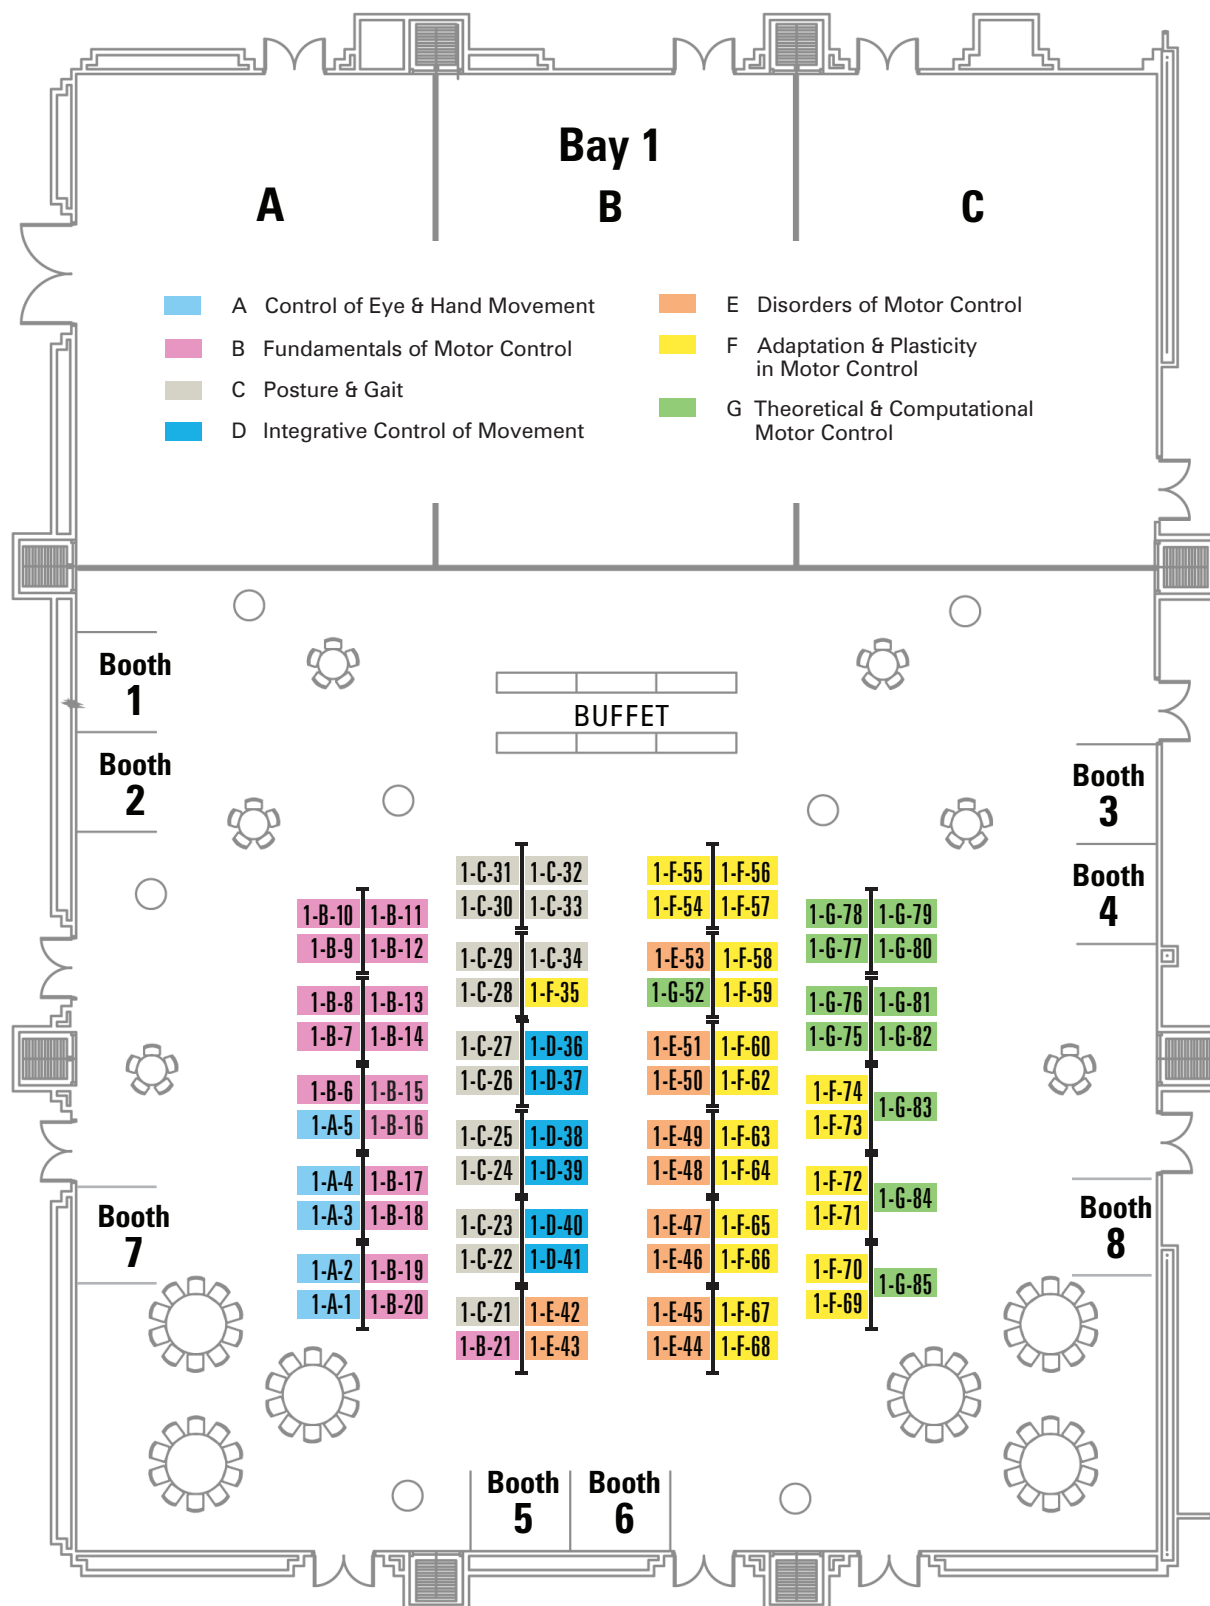 Bay 1
A
B
C
A Control of Eye & Hand Movement
B Fundamentals of Motor Control
C Posture & Gait
D Integrative Control of Movement
E Disorders of Motor Control
F Adaptation & Plasticity
in Motor Control
G Theoretical & Computational
Motor Control
Booth
1
Booth
2
BUFFET
Booth
3
Booth
4
1-B-10 1-B-11
1-B-9 1-B-12
1-B-8 1-B-13
1-B-7 1-B-14
1-B-6 1-B-15
1-A-5 1-B-16
1-A-4 1-B-17
1-A-3 1-B-18
1-A-2 1-B-19
1-A-1 1-B-20
1-C-31 1-C-32
1-C-30 1-C-33
1-C-29 1-C-34
1-C-28 1-F-35
1-C-27 1-D-36
1-C-26 1-D-37
1-C-25 1-D-38
1-C-24 1-D-39
1-C-23 1-D-40
1-C-22 1-D-41
1-C-21 1-E-42
1-B-21 1-E-43
1-F-55 1-F-56
1-F-54 1-F-57
1-E-53 1-F-58
1-G-52 1-F-59
1-E-51 1-F-60
1-E-50 1-F-62
1-E-49 1-F-63
1-E-48 1-F-64
1-E-47 1-F-65
1-E-46 1-F-66
1-E-45 1-F-67
1-E-44 1-F-68
1-G-78 1-G-79
1-G-77 1-G-80
1-G-76 1-G-81
1-G-75 1-G-82
1-F-74
1-G-83
1-F-73
1-F-72
1-G-84
1-F-71
1-F-70
1-G-85
1-F-69
Booth
7
Booth
8
Booth
5
Booth
6